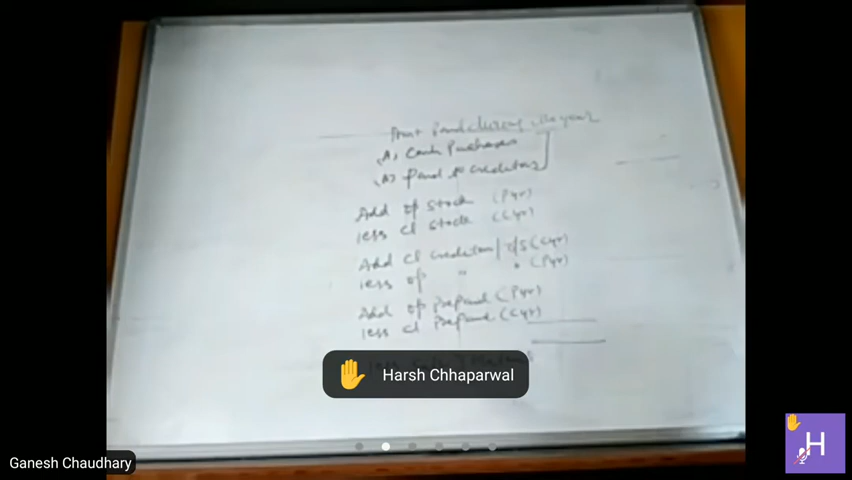 Amt Paid during the year
(A) Cash Purchases
(A) Paid to creditors
Add op stock (Pyr)
less cl stock (Cyr)
Add cl creditors / O/S (Cyr)
less op " " (Pyr)
Add op Prepaid (Pyr)
less cl Prepaid (Cyr)
Harsh Chhaparwal
H
Ganesh Chaudhary